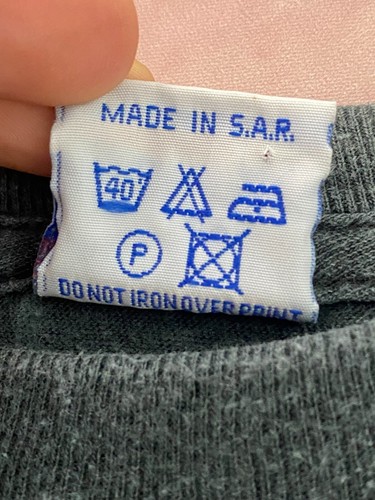 MADE IN S.A.R.
40
P
DO NOT IRON OVER PRINT